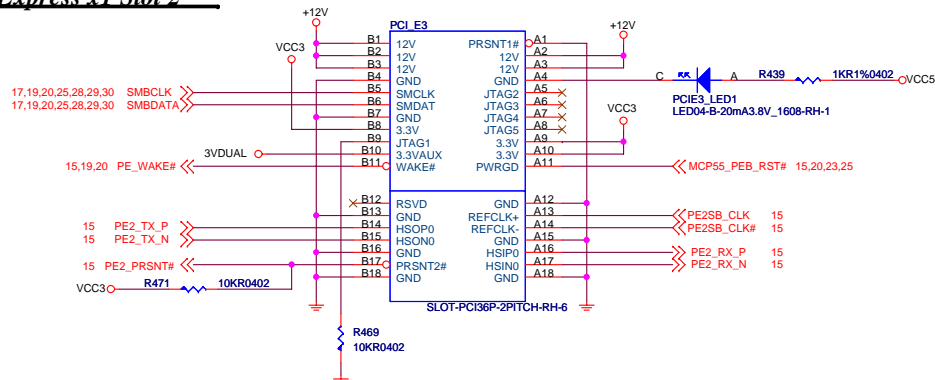 Express x1 Slot 2
+12V
VCC3
17,19,20,25,28,29,30 SMBCLK
17,19,20,25,28,29,30 SMBDATA
3VDUAL
15,19,20 PE_WAKE#
15 PE2_TX_P
15 PE2_TX_N
15 PE2_PRSNT#
VCC3
R471 10KR0402
R469
10KR0402
PCI_E3
B1 12V PRSNT1# A1
B2 12V 12V A2
B3 12V 12V A3
B4 GND GND A4
B5 SMCLK JTAG2 A5
B6 SMDAT JTAG3 A6
B7 GND JTAG4 A7
B8 3.3V JTAG5 A8
B9 JTAG1 3.3V A9
B10 3.3VAUX 3.3V A10
B11 WAKE# PWRGD A11
B12 RSVD GND A12
B13 GND REFCLK+ A13
B14 HSOP0 REFCLK- A14
B15 HSON0 GND A15
B16 GND HSIP0 A16
B17 PRSNT2# HSIN0 A17
B18 GND GND A18
SLOT-PCI36P-2PITCH-RH-6
+12V
C A R439 1KR1%0402 VCC5
PCIE3_LED1
LED04-B-20mA3.8V_1608-RH-1
VCC3
MCP55_PEB_RST# 15,20,23,25
PE2SB_CLK 15
PE2SB_CLK# 15
PE2_RX_P 15
PE2_RX_N 15